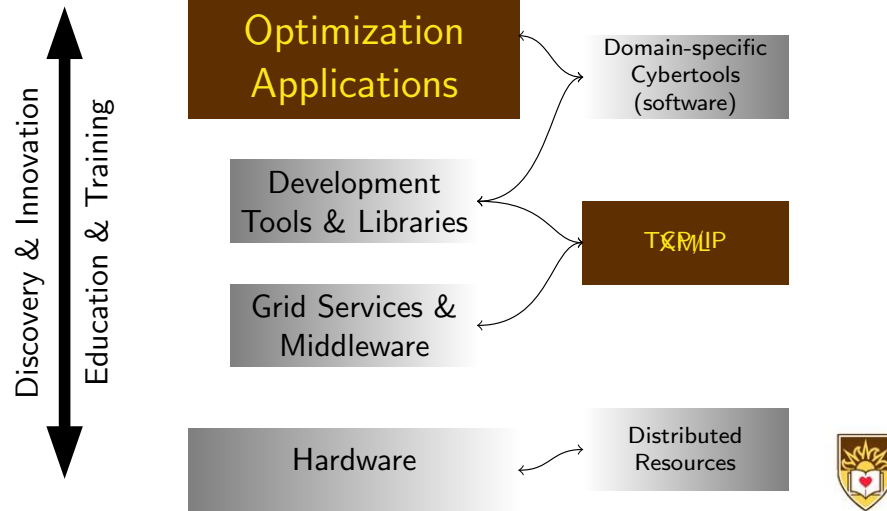 Discovery & Innovation
Education & Training
Optimization
Applications
Domain-specific
Cybertools
(software)
Development
Tools & Libraries
Grid Services &
Middleware
Hardware
Distributed
Resources